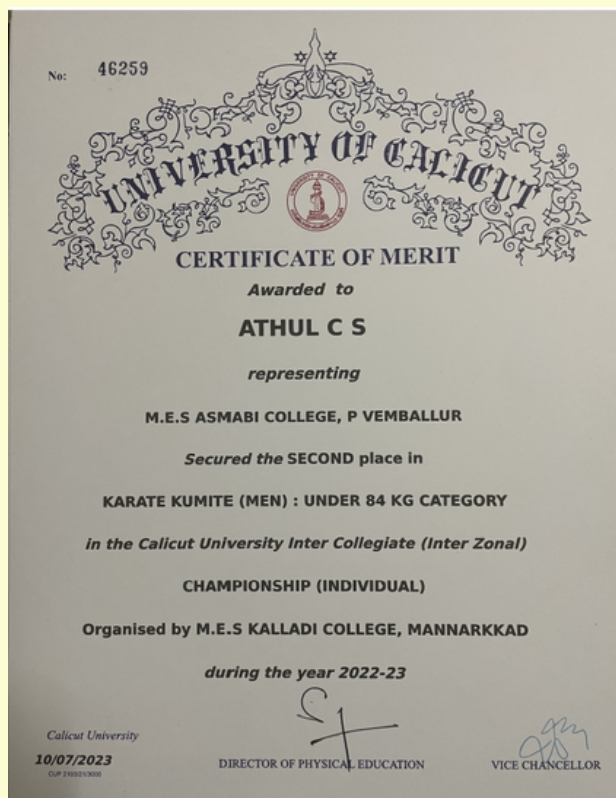 No: 46259
UNIVERSITY OF CALICUT
CERTIFICATE OF MERIT
Awarded to
ATHUL C S
representing
M.E.S ASMABI COLLEGE, P VEMBALLUR
Secured the SECOND place in
KARATE KUMITE (MEN) : UNDER 84 KG CATEGORY
in the Calicut University Inter Collegiate (Inter Zonal)
CHAMPIONSHIP (INDIVIDUAL)
Organised by M.E.S KALLADI COLLEGE, MANNARKKAD
during the year 2022-23
Calicut University
10/07/2023
DIRECTOR OF PHYSICAL EDUCATION
VICE CHANCELLOR